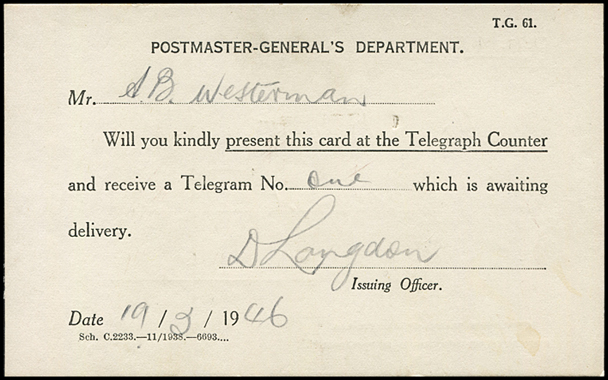 T.G. 61.
POSTMASTER-GENERAL'S DEPARTMENT.
Mr. A.B. Westerman
Will you kindly present this card at the Telegraph Counter
and receive a Telegram No. one which is awaiting
delivery.
D Langdon
Issuing Officer.
Date 19 / 3 / 1946
Sch. C.2233.—11/1938.—6693....